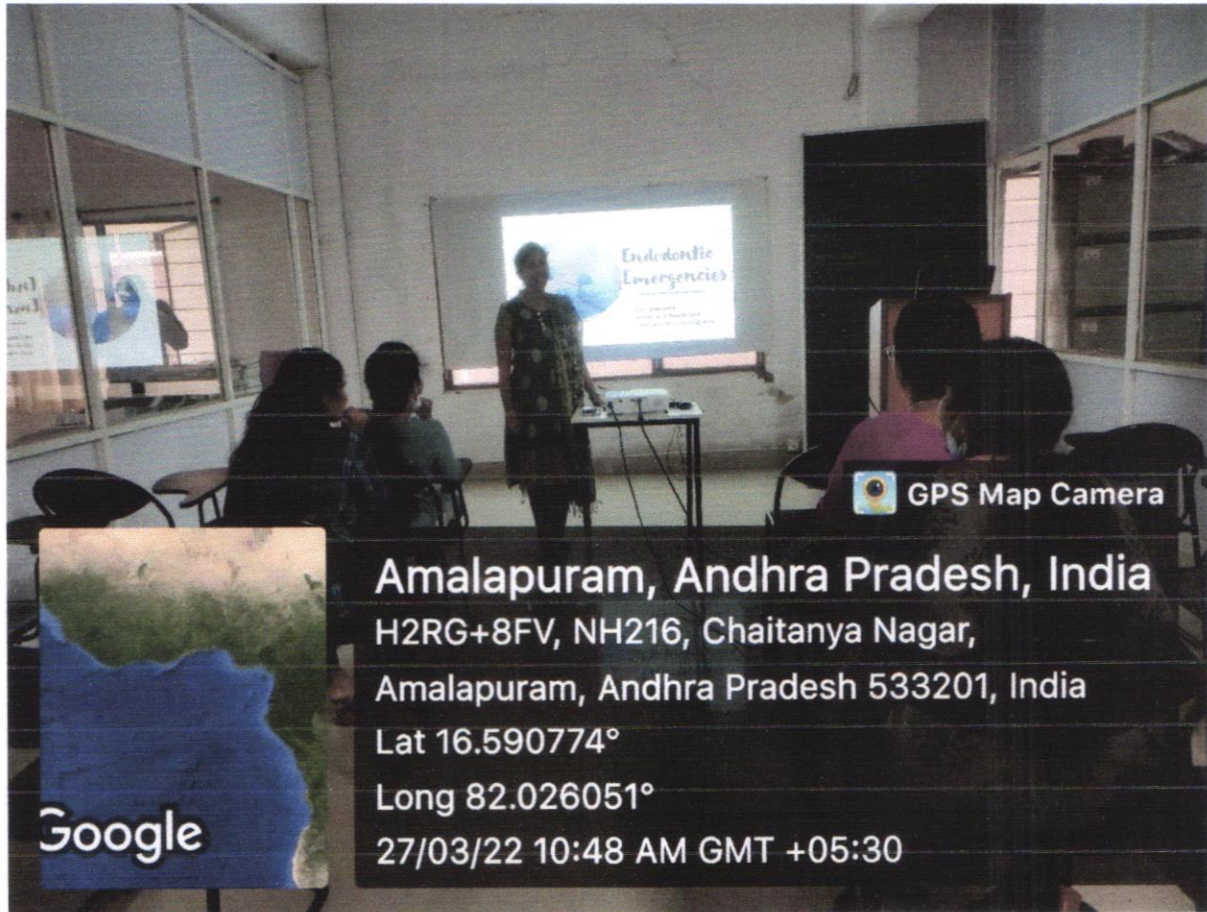 Endodontic
Emergencies
GPS Map Camera
Amalapuram, Andhra Pradesh, India
H2RG+8FV, NH216, Chaitanya Nagar,
Amalapuram, Andhra Pradesh 533201, India
Lat 16.590774°
Long 82.026051°
27/03/22 10:48 AM GMT +05:30
Google